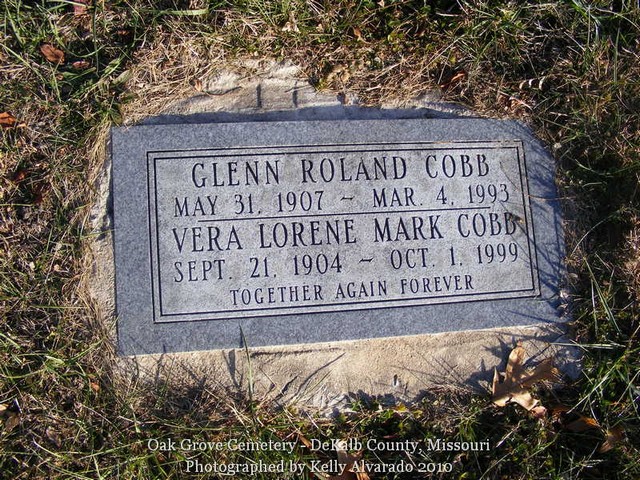 GLENN ROLAND COBB
MAY 31, 1907 ~ MAR. 4, 1993
VERA LORENE MARK COBB
SEPT. 21, 1904 ~ OCT. 1, 1999
TOGETHER AGAIN FOREVER
Oak Grove Cemetery - DeKalb County, Missouri
Photographed by Kelly Alvarado 2010